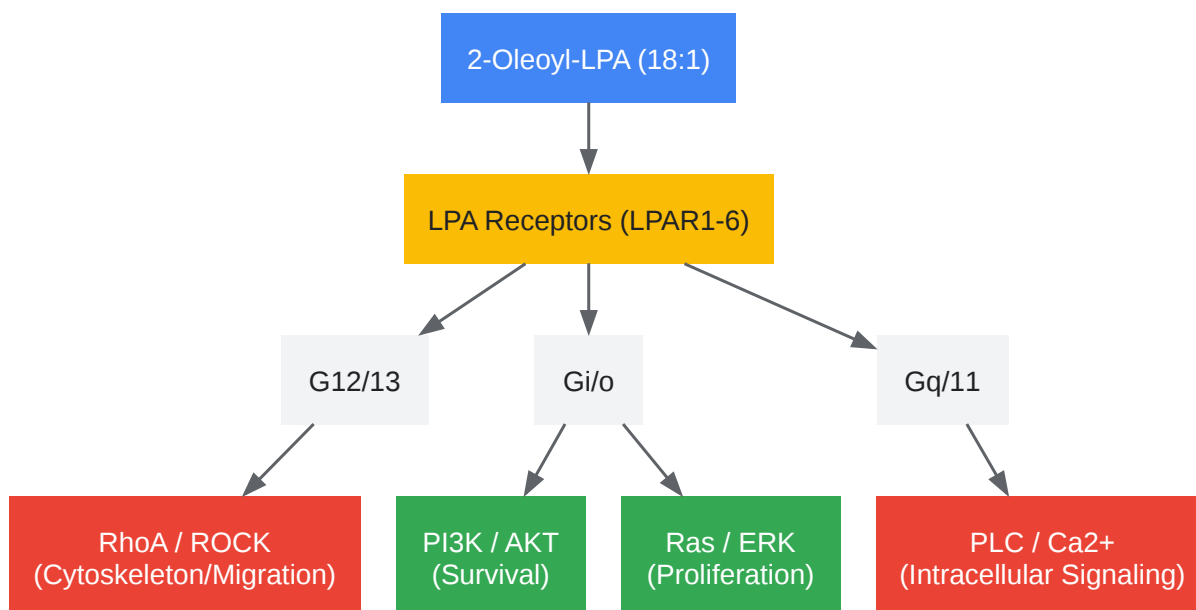 2-Oleoyl-LPA (18:1)
LPA Receptors (LPAR1-6)
G12/13
Gi/o
Gq/11
RhoA / ROCK
(Cytoskeleton/Migration)
PI3K / AKT
(Survival)
Ras / ERK
(Proliferation)
PLC / Ca2+
(Intracellular Signaling)